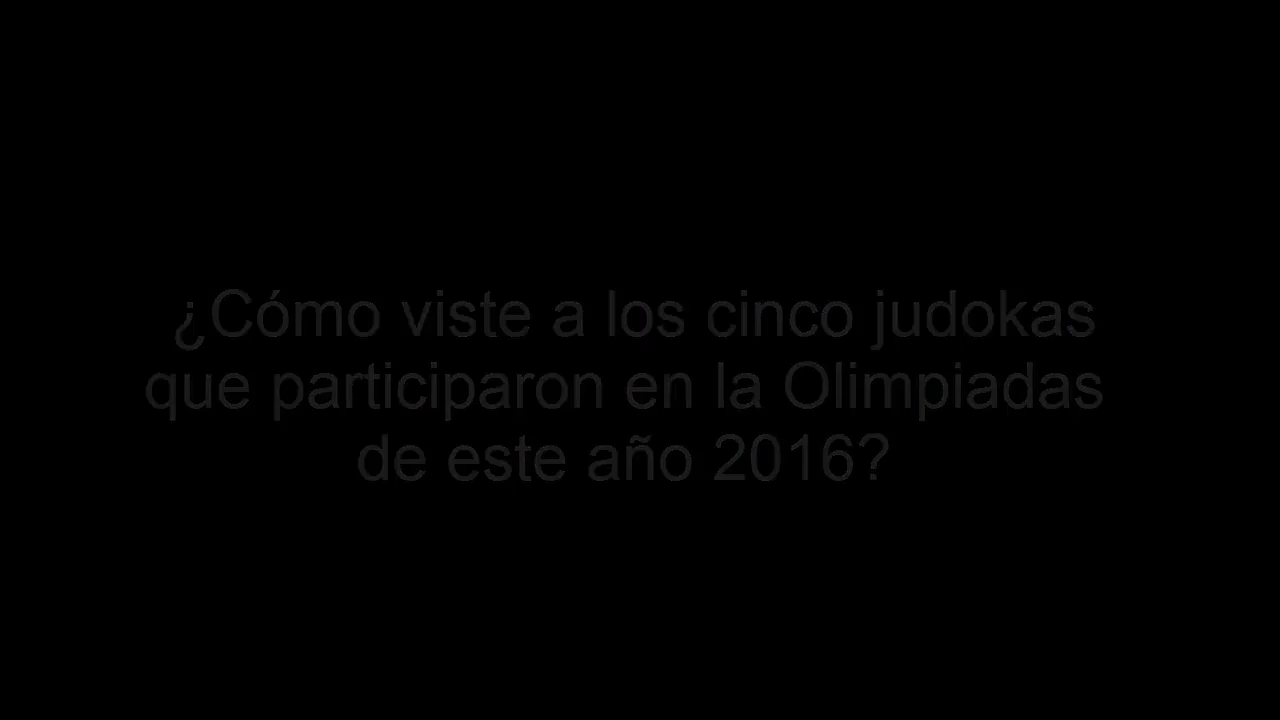 ¿Cómo viste a los cinco judokas
que participaron en la Olimpiadas
de este año 2016?